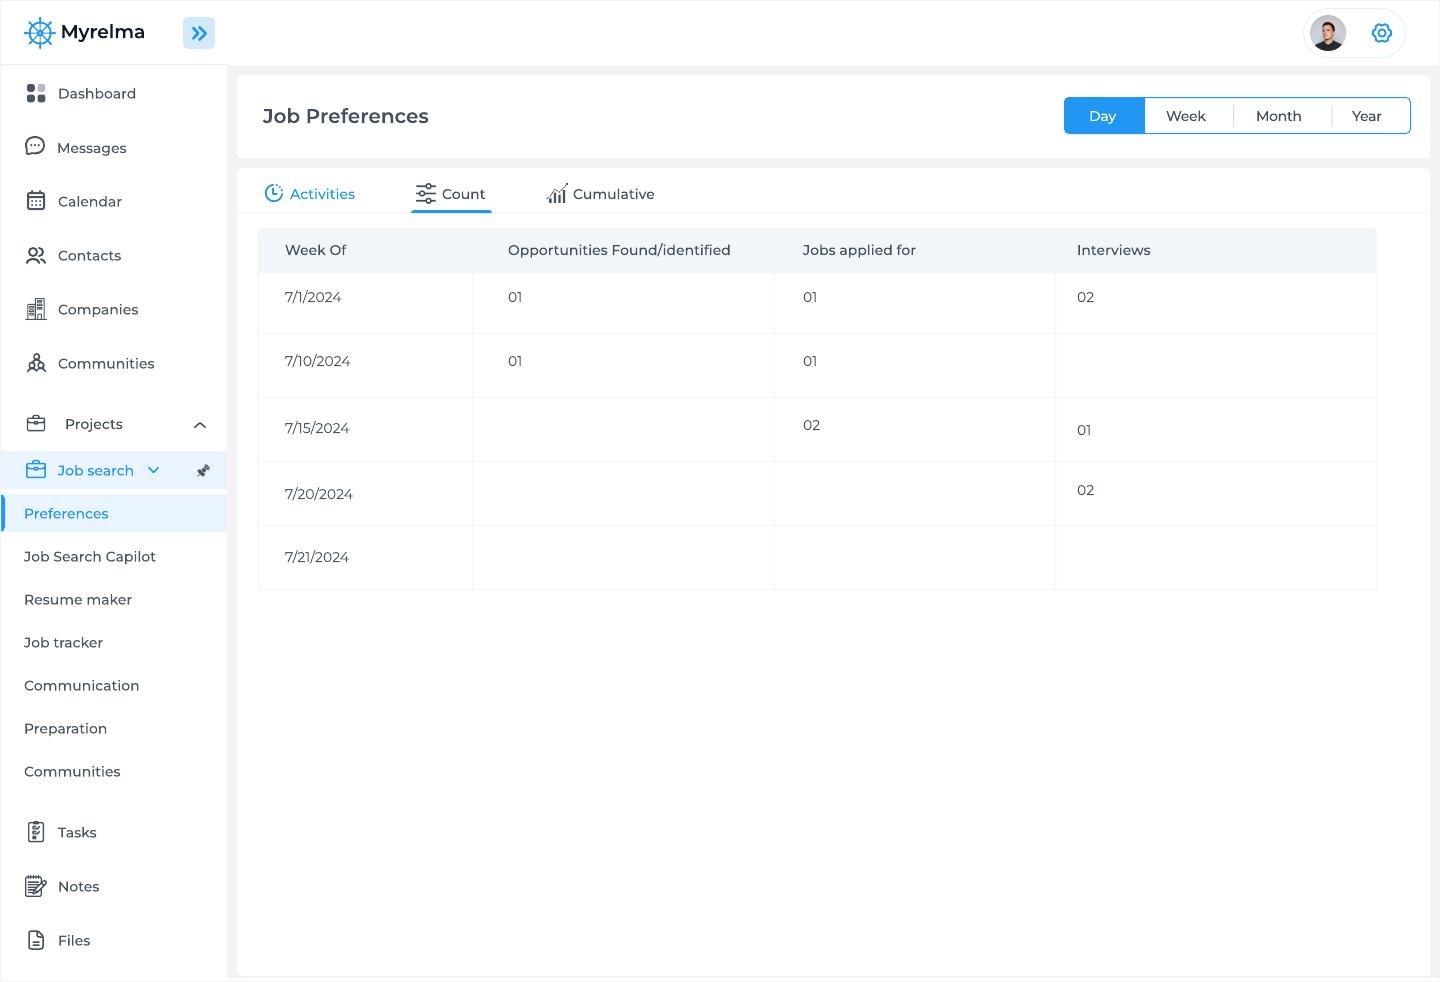 Myrelma
Dashboard
Messages
Calendar
Contacts
Companies
Communities
Projects
Job search
Preferences
Job Search Capilot
Resume maker
Job tracker
Communication
Preparation
Communities
Tasks
Notes
Files
Job Preferences
Day Week Month Year
Activities Count Cumulative
Week Of Opportunities Found/identified Jobs applied for Interviews
7/1/2024 01 01 02
7/10/2024 01 01
7/15/2024 02 01
7/20/2024 02
7/21/2024